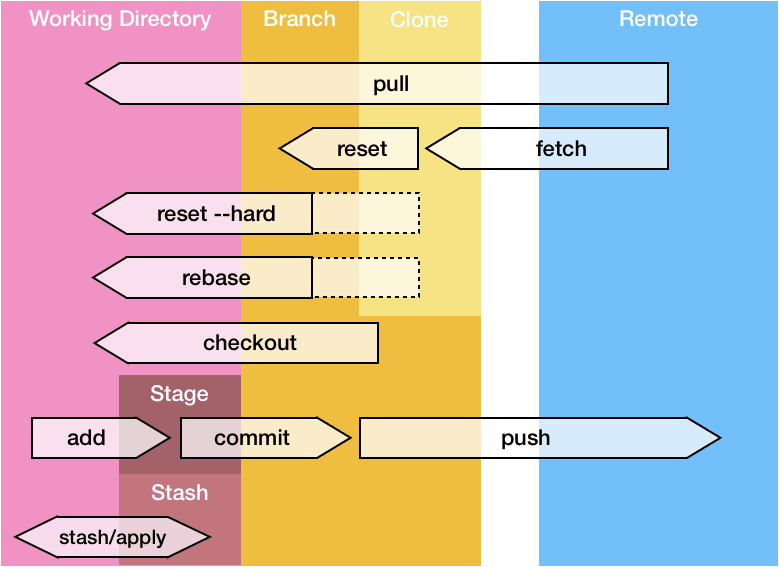 Working Directory
Branch
Clone
Remote
pull
reset
fetch
reset --hard
rebase
checkout
Stage
add
commit
push
Stash
stash/apply